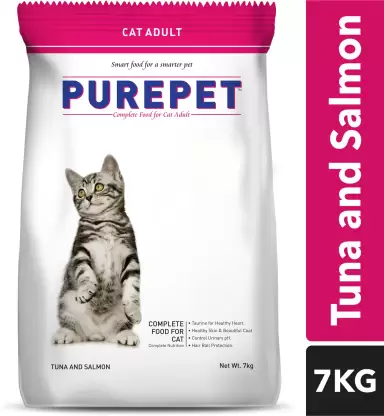 CAT ADULT
Smart food for a smarter pet
PUREPET
Complete Food for Cat Adult
COMPLETE
FOOD FOR
CAT
Complete Nutrition
• Taurine for Healthy Heart.
• Healthy Skin & Beautiful Coat
• Control Urinary pH.
• Hair Ball Protection.
TUNA AND SALMON
Net Wt. 7kg
Tuna and Salmon
7KG